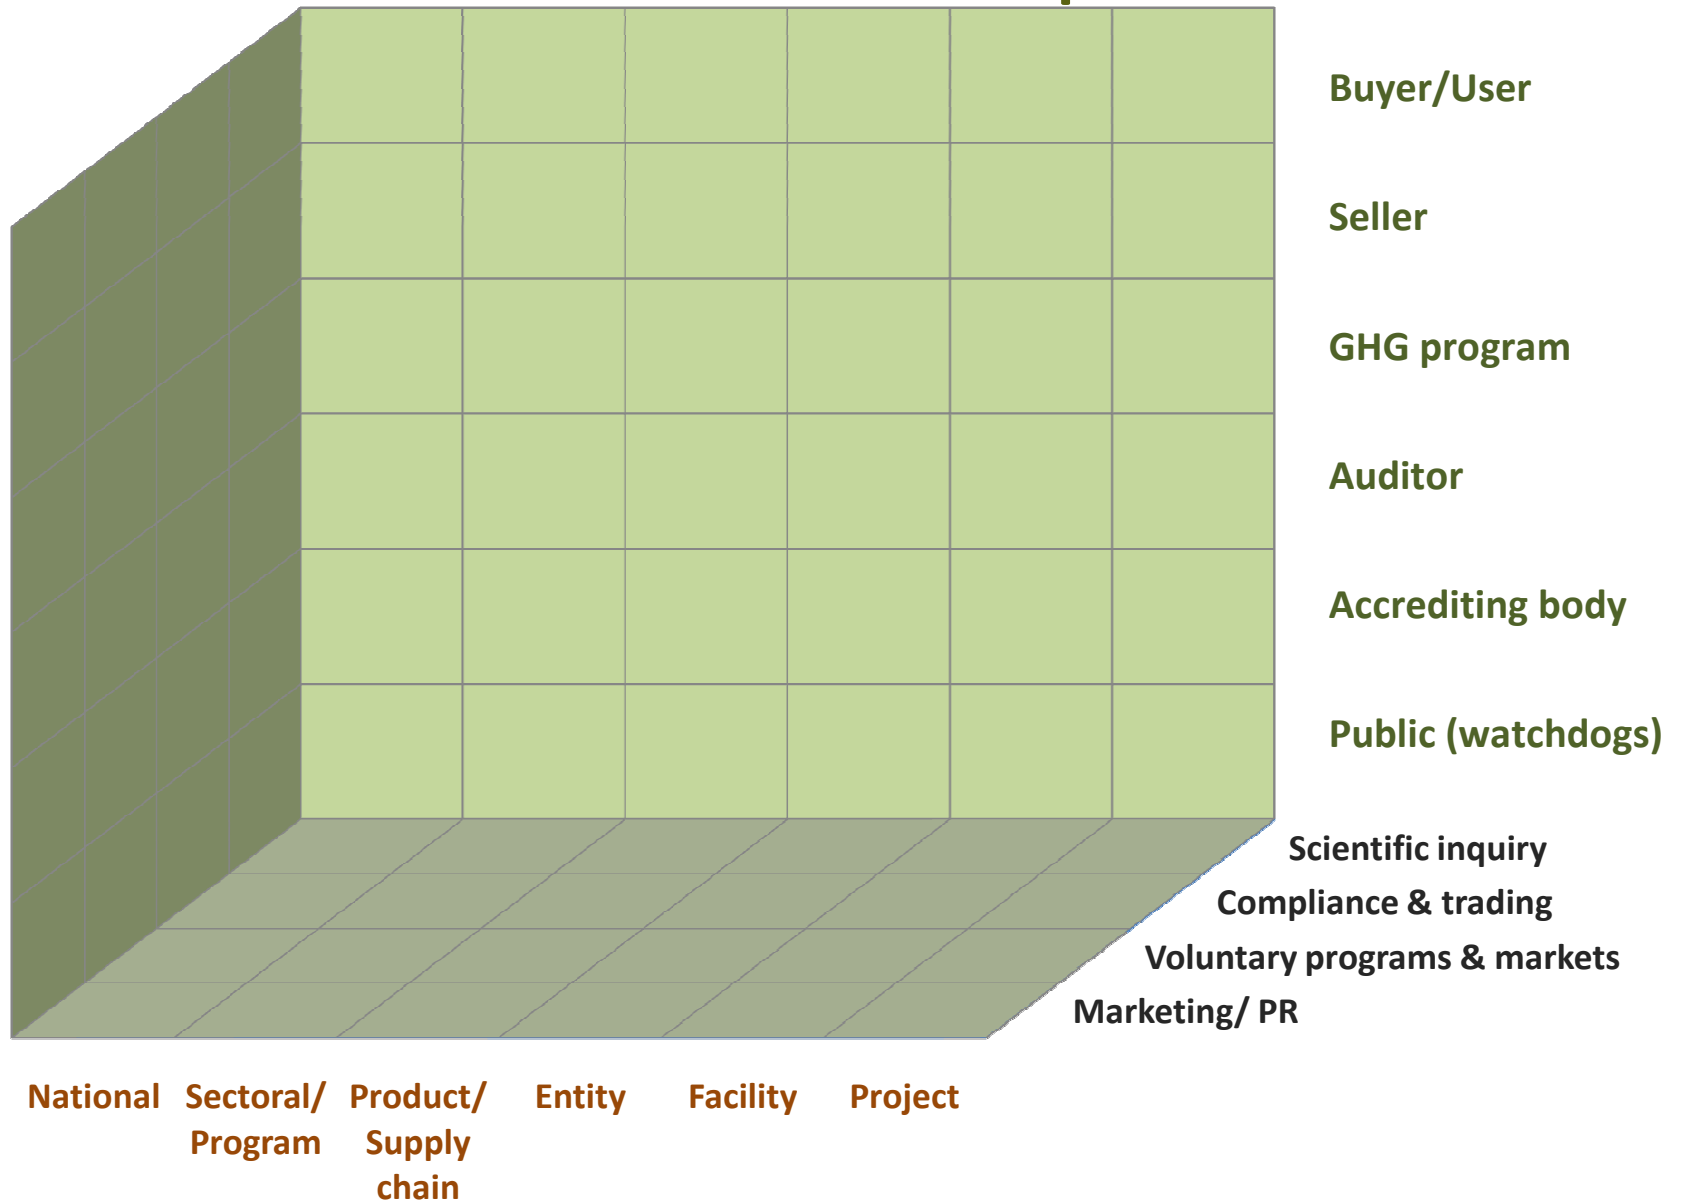 Buyer/User
Seller
GHG program
Auditor
Accrediting body
Public (watchdogs)
Scientific inquiry
Compliance & trading
Voluntary programs & markets
Marketing/ PR
National Sectoral/ Product/ Entity Facility Project
Program Supply
chain